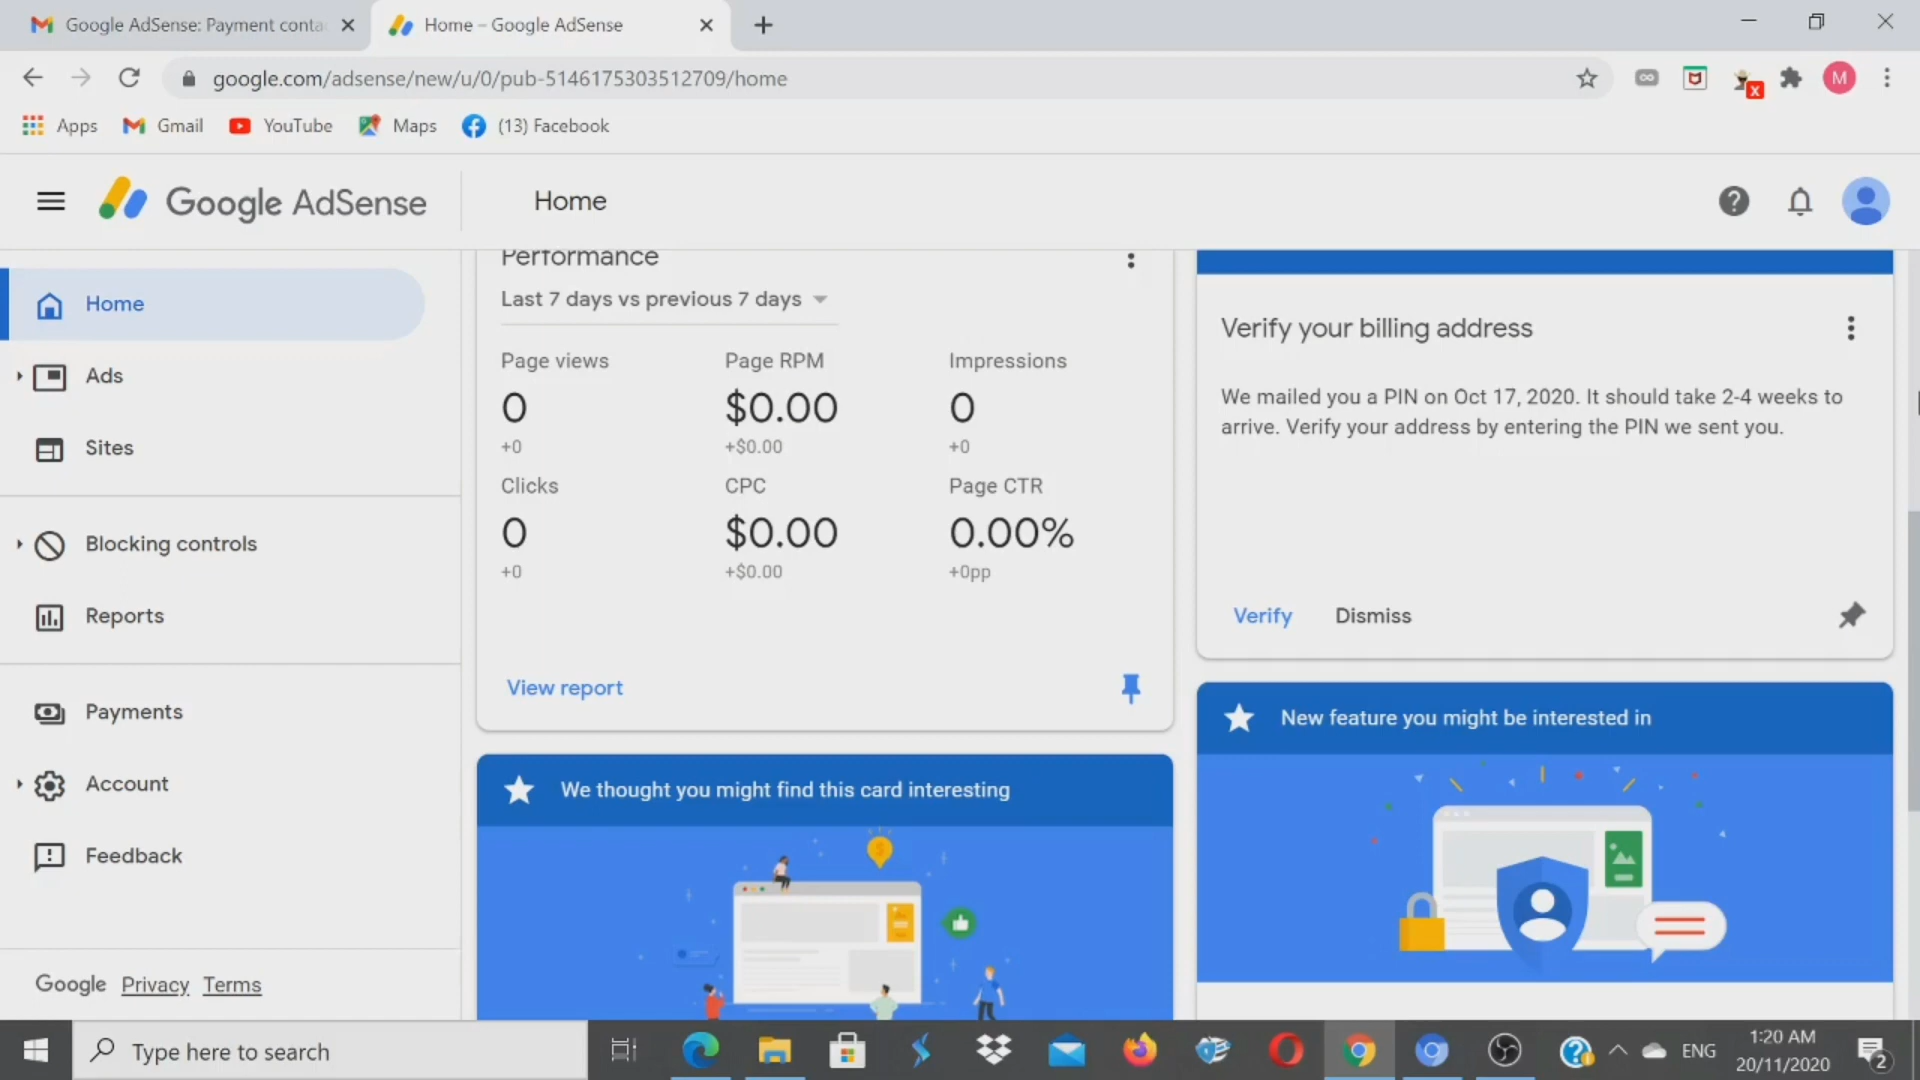 Google AdSense: Payment conta
Home – Google AdSense
google.com/adsense/new/u/0/pub-5146175303512709/home
M
x
Apps
Gmail
YouTube
Maps
(13) Facebook
Google AdSense
Home
Home
Ads
Sites
Blocking controls
Reports
Payments
Account
Feedback
Google Privacy Terms
Performance
Last 7 days vs previous 7 days
Page views
0
+0
Page RPM
$0.00
+$0.00
Impressions
0
+0
Clicks
0
+0
CPC
$0.00
+$0.00
Page CTR
0.00%
+0pp
View report
We thought you might find this card interesting
Verify your billing address
We mailed you a PIN on Oct 17, 2020. It should take 2-4 weeks to
arrive. Verify your address by entering the PIN we sent you.
Verify
Dismiss
New feature you might be interested in
Type here to search
ENG
1:20 AM
20/11/2020
2